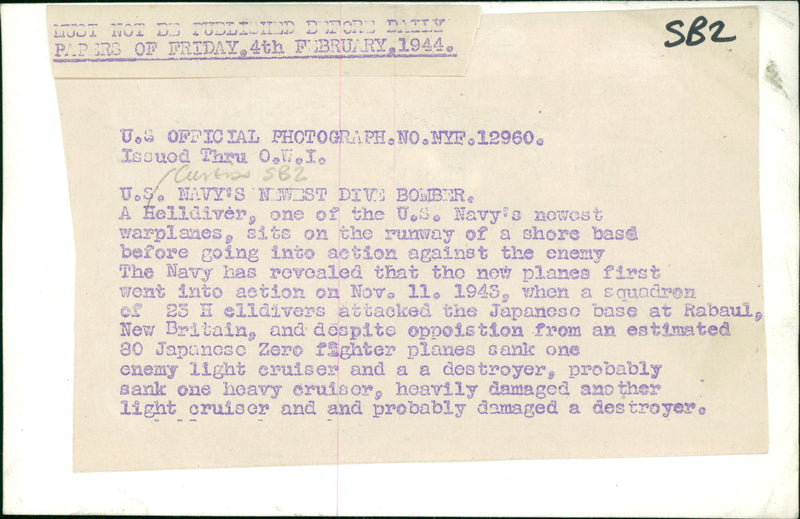 MUST NOT BE PUBLISHED BEFORE DAILY
PAPERS OF FRIDAY,4th FEBRUARY,1944.
SB2
U.S OFFICIAL PHOTOGRAPH.NO.NYF.12960.
Issued Thru O.W.I.
Curtiss SB2
U.S. NAVY'S NEWEST DIVE BOMBER.
A Helldiver, one of the U.S. Navy's newest
warplanes, sits on the runway of a shore base
before going into action against the enemy
The Navy has revealed that the new planes first
went into action on Nov. 11. 1943, when a squadron
of 23 H elldivers attacked the Japanese base at Rabaul,
New Britain, and despite oppoistion from an estimated
80 Japanese Zero fighter planes sank one
enemy light cruiser and a a destroyer, probably
sank one heavy cruiser, heavily damaged another
light cruiser and and probably damaged a destroyer.